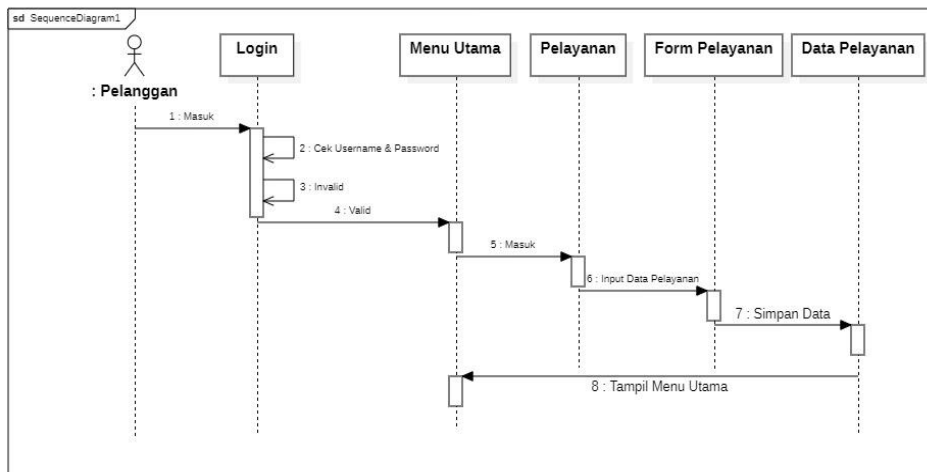 sd SequenceDiagram1
Login
Menu Utama
Pelayanan
Form Pelayanan
Data Pelayanan
: Pelanggan
1 : Masuk
2 : Cek Username & Password
3 : Invalid
4 : Valid
5 : Masuk
6 : Input Data Pelayanan
7 : Simpan Data
8 : Tampil Menu Utama